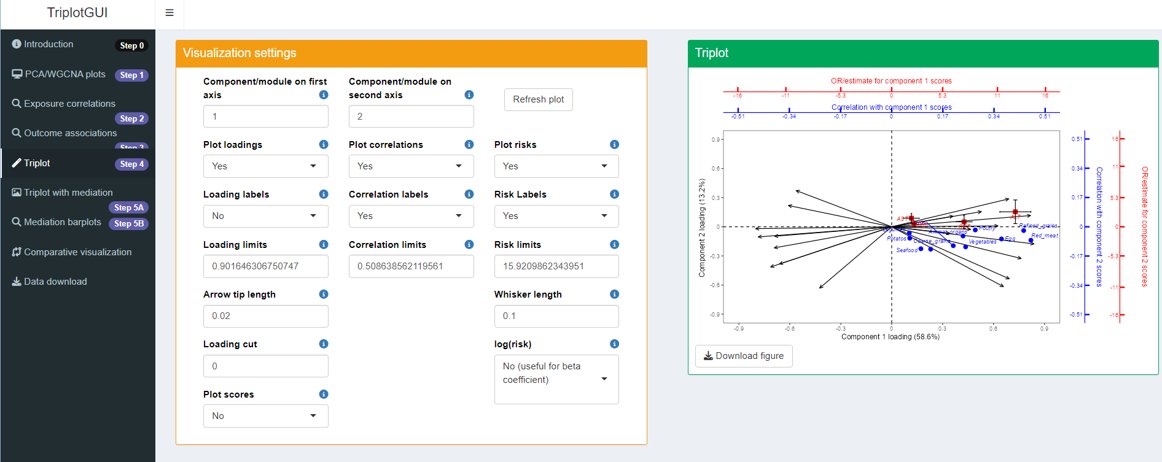 TriplotGUI
Introduction
Step 0
PCA/WGCNA plots
Step 1
Exposure correlations
Step 2
Outcome associations
Step 3
Triplot
Step 4
Triplot with mediation
Step 5A
Mediation barplots
Step 5B
Comparative visualization
Data download
Visualization settings
Component/module on first axis
1
Component/module on second axis
2
Refresh plot
Plot loadings
Yes
Plot correlations
Yes
Plot risks
Yes
Loading labels
No
Correlation labels
Yes
Risk Labels
Yes
Loading limits
0.901646306750747
Correlation limits
0.508638562119561
Risk limits
15.9209862343951
Arrow tip length
0.02
Whisker length
0.1
Loading cut
0
log(risk)
No (useful for beta
coefficient)
Plot scores
No
Triplot
OR/estimate for component 1 scores
-16 -11 -5.3 0 5.3 11 16
Correlation with component 1 scores
-0.51 -0.34 -0.17 0 0.17 0.34 0.51
Component 2 loading (13.2%)
0.9
0.6
0.3
0
-0.3
-0.6
-0.9
Refined_grains
Red_meat
Egg
Vegetables
Potatos
Seafood
-0.9 -0.6 -0.3 0 0.3 0.6 0.9
Component 1 loading (58.6%)
0.51
0.34
0.17
0
-0.17
-0.34
-0.51
Correlation with component 2 scores
16
11
5.3
0
-5.3
-11
-16
OR/estimate for component 2 scores
Download figure